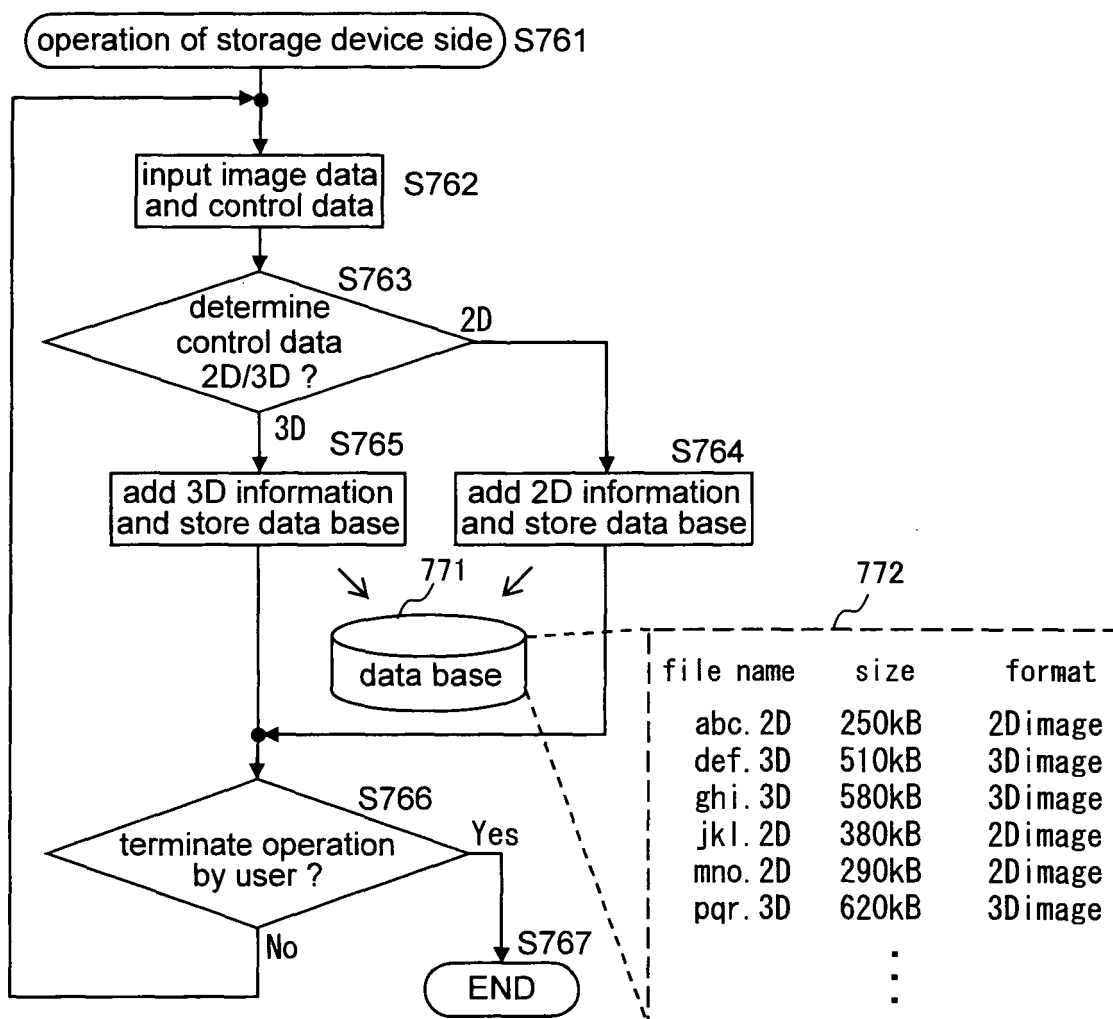 operation of storage device side S761
input image data
and control data
S762
S763
determine
control data
2D/3D ?
2D
3D
S765
S764
add 3D information
and store data base
add 2D information
and store data base
771
772
data base
file name size format
abc.2D 250kB 2Dimage
def.3D 510kB 3Dimage
ghi.3D 580kB 3Dimage
jkl.2D 380kB 2Dimage
mno.2D 290kB 2Dimage
pqr.3D 620kB 3Dimage
S766
terminate operation
by user ?
Yes
No
S767
END